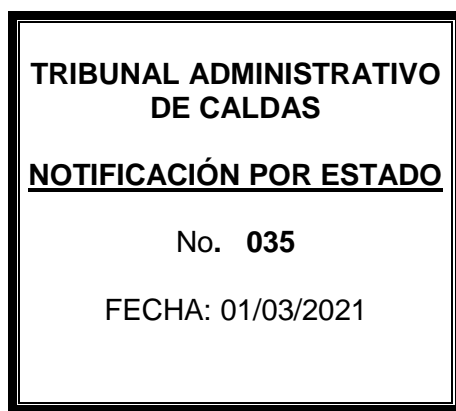 TRIBUNAL ADMINISTRATIVO
DE CALDAS
NOTIFICACIÓN POR ESTADO
No. 035
FECHA: 01/03/2021